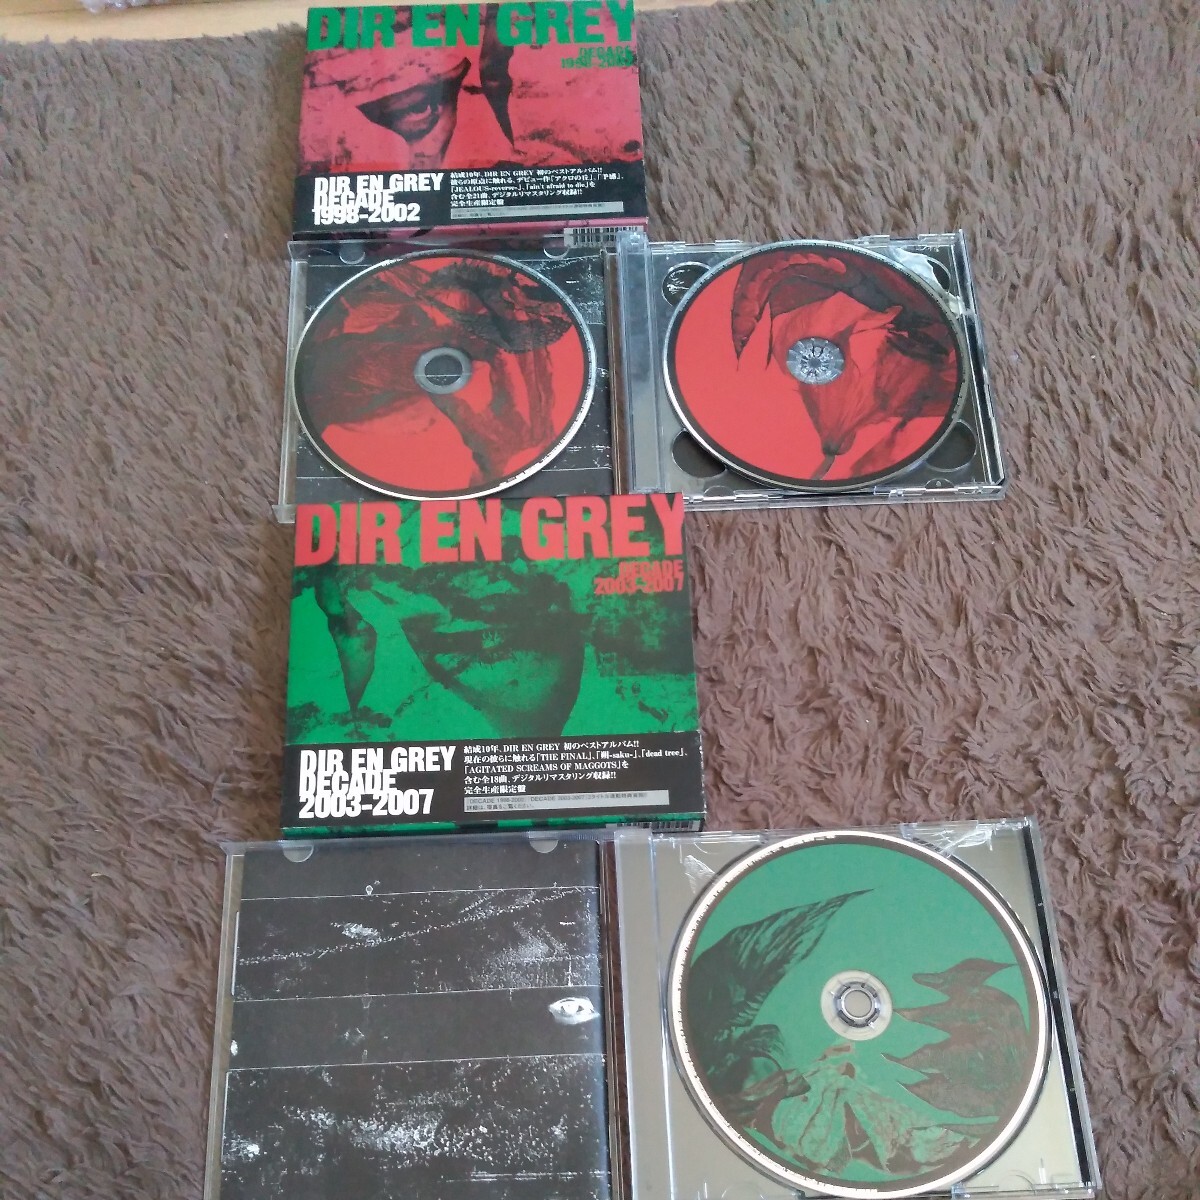 DIR EN GREY
DECADE
1998-2002
DIR EN GREY
DECADE
1998-2002
結成10年、DIR EN GREY 初のベストアルバム!!
彼らの原点に触れる、デビュー作「アクロの丘」、「予感」、
「JEALOUS-reverse-」、「ain't afraid to die」を
含む全21曲、デジタルリマスタリング収録!!
完全生産限定盤
DIR EN GREY
DECADE
2003-2007
DIR EN GREY
DECADE
2003-2007
結成10年、DIR EN GREY 初のベストアルバム!!
現在の彼らに触れる「THE FINAL」、「朔-saku-」、「dead tree」、
「AGITATED SCREAMS OF MAGGOTS」を
含む全18曲、デジタルリマスタリング収録!!
完全生産限定盤